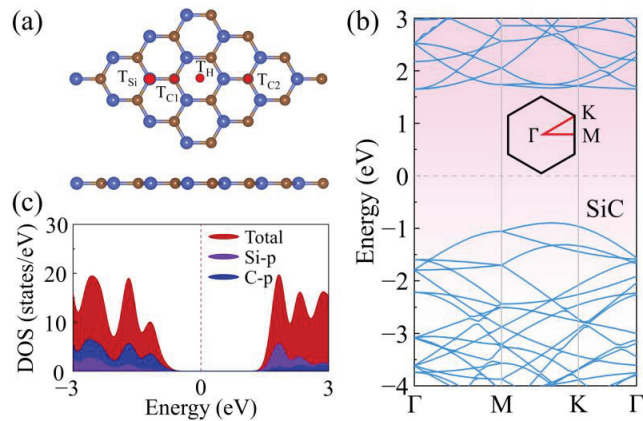 (a)
T_Si T_C1 T_H T_C2
(c)
30
20
10
0
DOS (states/eV)
Total
Si-p
C-p
−3 0 3
Energy (eV)
(b)
3
2
1
0
−1
−2
−3
−4
Energy (eV)
K
Γ
M
SiC
Γ M K Γ